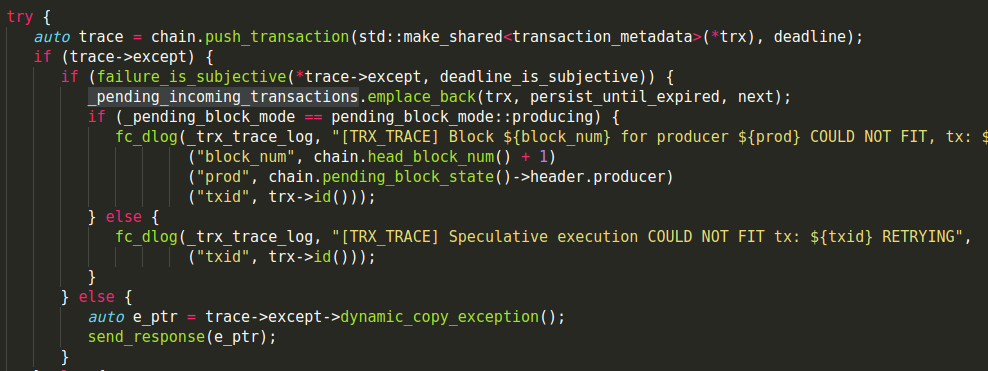 try {
auto trace = chain.push_transaction(std::make_shared<transaction_metadata>(*trx), deadline);
if (trace->except) {
if (failure_is_subjective(*trace->except, deadline_is_subjective)) {
_pending_incoming_transactions.emplace_back(trx, persist_until_expired, next);
if (_pending_block_mode == pending_block_mode::producing) {
fc_dlog(_trx_trace_log, "[TRX_TRACE] Block ${block_num} for producer ${prod} COULD NOT FIT, tx: $
("block_num", chain.head_block_num() + 1)
("prod", chain.pending_block_state()->header.producer)
("txid", trx->id()));
} else {
fc_dlog(_trx_trace_log, "[TRX_TRACE] Speculative execution COULD NOT FIT tx: ${txid} RETRYING",
("txid", trx->id()));
}
} else {
auto e_ptr = trace->except->dynamic_copy_exception();
send_response(e_ptr);
}